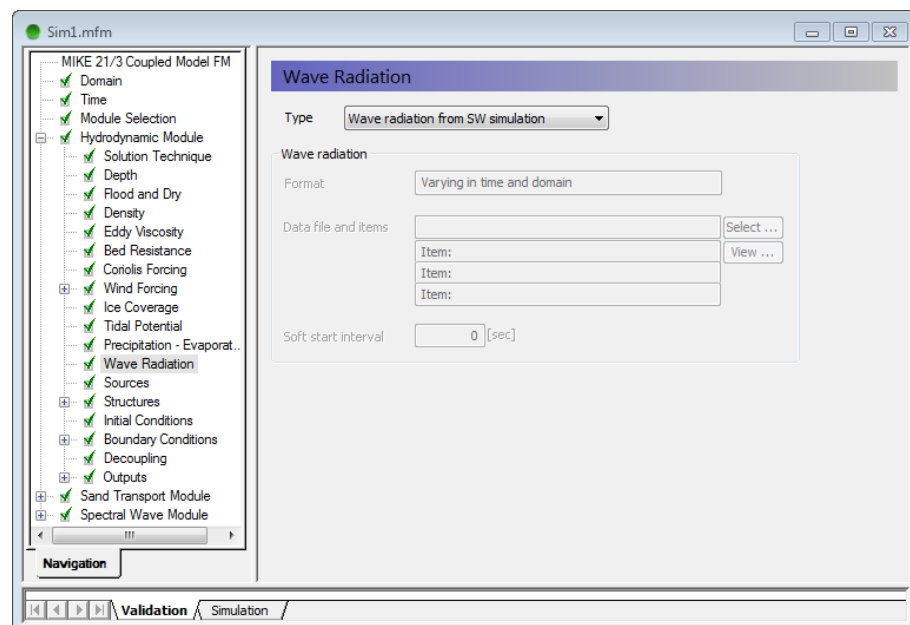 Sim1.mfm
MIKE 21/3 Coupled Model FM
Domain
Time
Module Selection
Hydrodynamic Module
Solution Technique
Depth
Flood and Dry
Density
Eddy Viscosity
Bed Resistance
Coriolis Forcing
Wind Forcing
Ice Coverage
Tidal Potential
Precipitation - Evaporat..
Wave Radiation
Sources
Structures
Initial Conditions
Boundary Conditions
Decoupling
Outputs
Sand Transport Module
Spectral Wave Module
Navigation
Wave Radiation
Type Wave radiation from SW simulation
Wave radiation
Format Varying in time and domain
Data file and items Select ...
Item: View ...
Item:
Item:
Soft start interval 0 [sec]
Validation Simulation